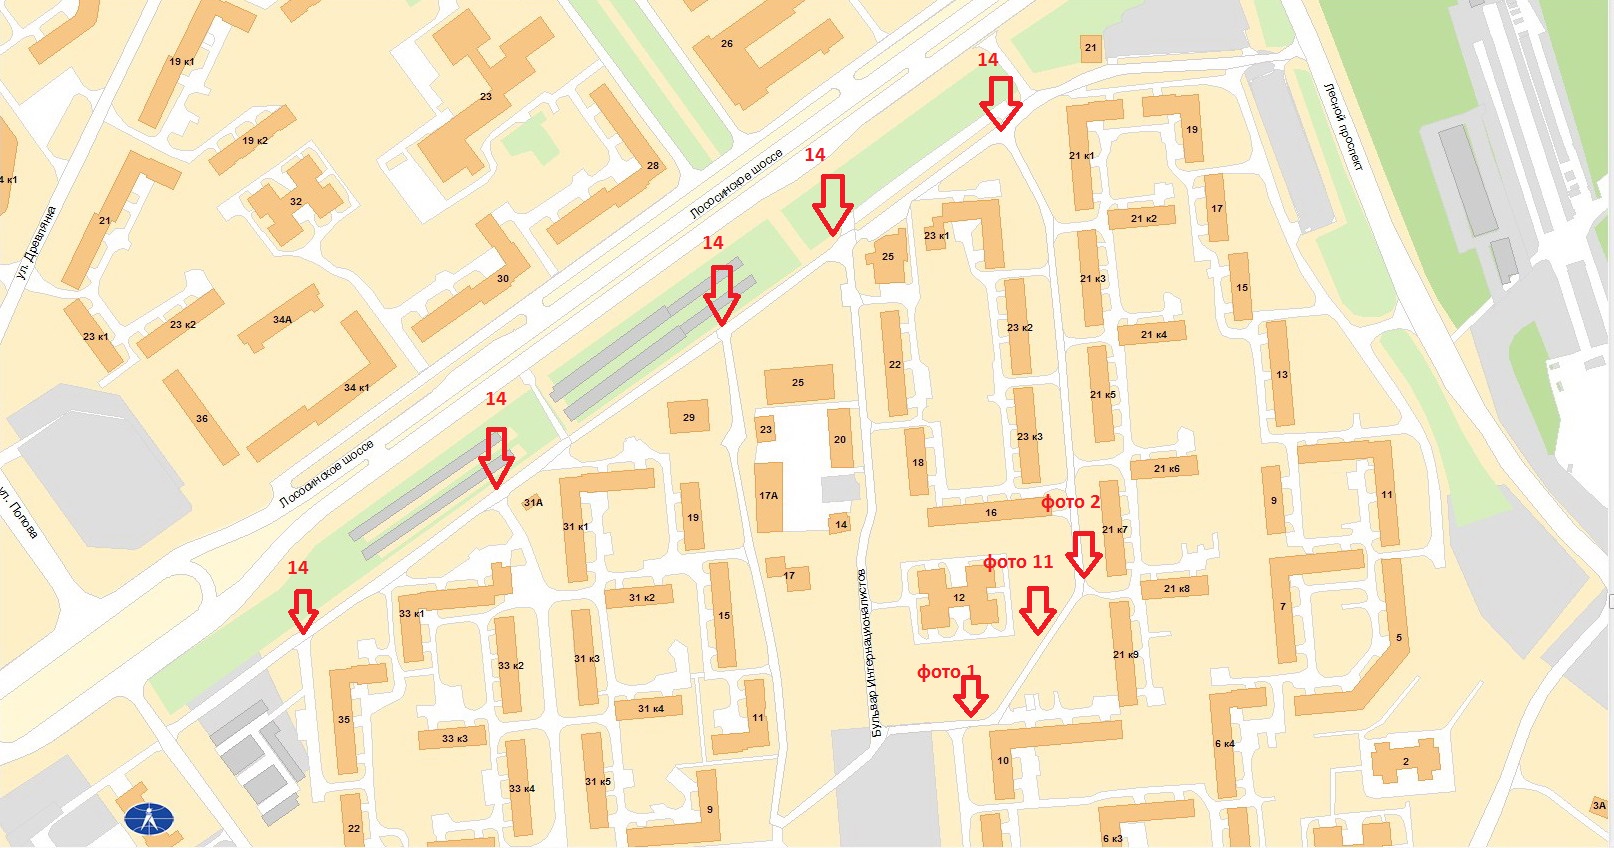 26
21
14
19 к1
23
Лесной проспект
19 к2
28
14
21 к1
19
4 к1
32
Лососинское шоссе
21
ул. Древлянка
17
21 к2
23 к1
14
25
30
21 к3
15
34А
23 к2
23 к1
23 к2
21 к4
22
13
25
34 к1
14
21 к5
36
29
23
20
23 к3
18
Лососинское шоссе
21 к6
17А
11
9
31А
фото 2
ул. Попова
19
14
16
31 к1
21 к7
14
фото 11
17
21 к8
31 к2
12
7
33 к1
15
5
Бульвар Интернационалистов
33 к2
31 к3
21 к9
фото 1
31 к4
11
35
33 к3
6 к4
10
2
31 к5
33 к4
9
3А
22
6 к3